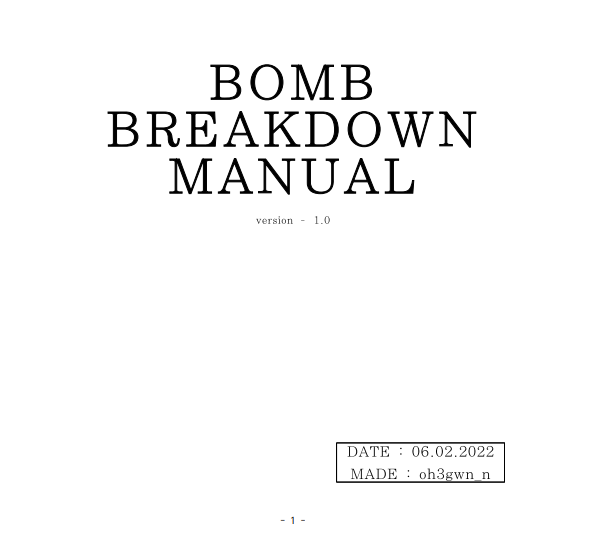 BOMB
BREAKDOWN
MANUAL
version - 1.0
DATE : 06.02.2022
MADE : oh3gwn_n
- 1 -